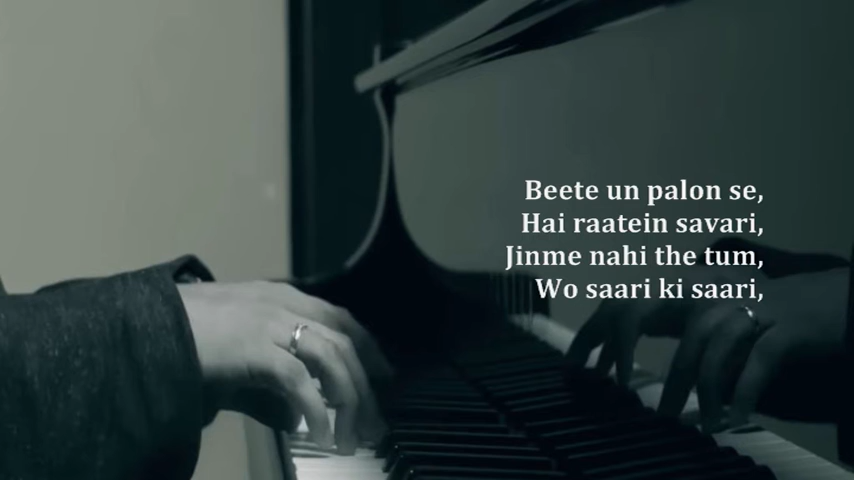 Beete un palon se,
Hai raatein savari,
Jinme nahi the tum,
Wo saari ki saari,